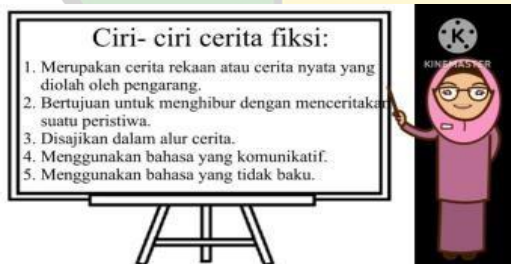 Ciri- ciri cerita fiksi:
1. Merupakan cerita rekaan atau cerita nyata yang
diolah oleh pengarang.
2. Bertujuan untuk menghibur dengan menceritakan
suatu peristiwa.
3. Disajikan dalam alur cerita.
4. Menggunakan bahasa yang komunikatif.
5. Menggunakan bahasa yang tidak baku.
K
KINEMASTER